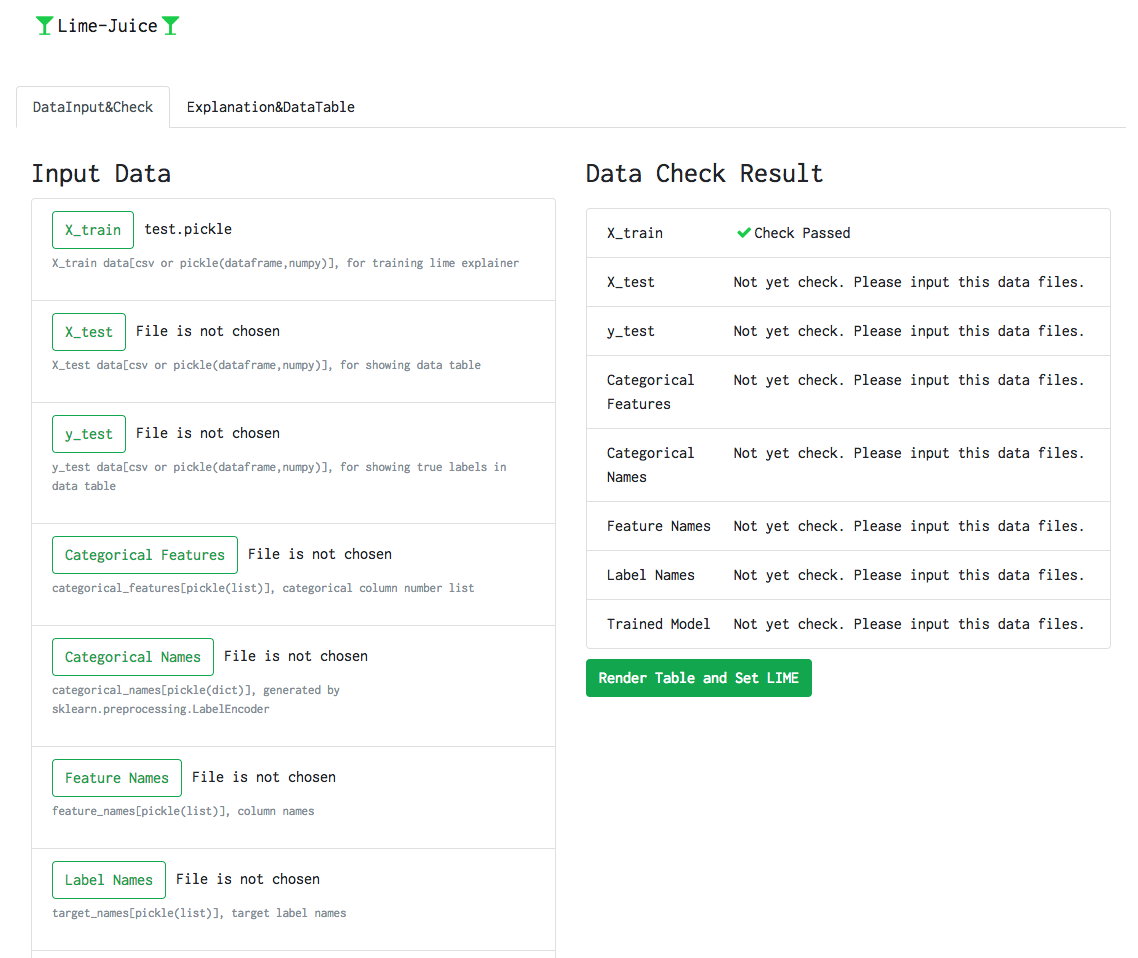 Lime-Juice
DataInput&Check
Explanation&DataTable
Input Data
X_train
test.pickle
X_train data[csv or pickle(dataframe,numpy)], for training lime explainer
X_test
File is not chosen
X_test data[csv or pickle(dataframe,numpy)], for showing data table
y_test
File is not chosen
y_test data[csv or pickle(dataframe,numpy)], for showing true labels in
data table
Categorical Features
File is not chosen
categorical_features[pickle(list)], categorical column number list
Categorical Names
File is not chosen
categorical_names[pickle(dict)], generated by
sklearn.preprocessing.LabelEncoder
Feature Names
File is not chosen
feature_names[pickle(list)], column names
Label Names
File is not chosen
target_names[pickle(list)], target label names
Data Check Result
X_train
Check Passed
X_test
Not yet check. Please input this data files.
y_test
Not yet check. Please input this data files.
Categorical
Features
Not yet check. Please input this data files.
Categorical
Names
Not yet check. Please input this data files.
Feature Names
Not yet check. Please input this data files.
Label Names
Not yet check. Please input this data files.
Trained Model
Not yet check. Please input this data files.
Render Table and Set LIME